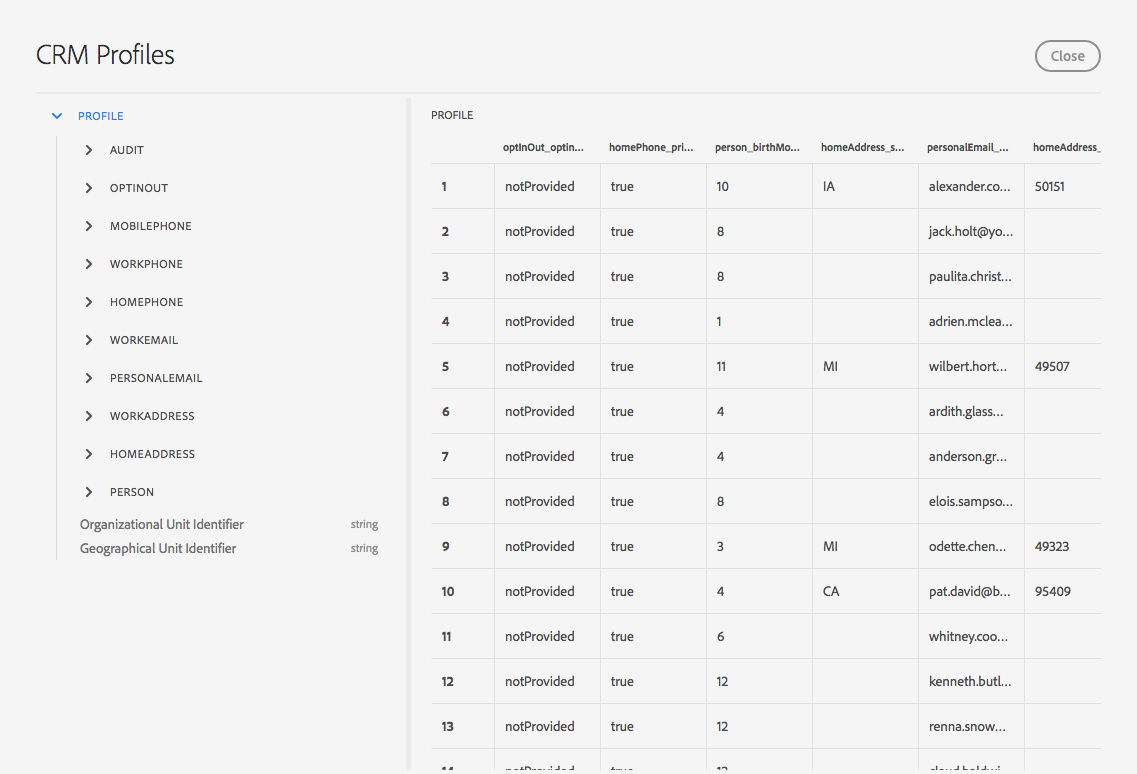 CRM Profiles
Close
PROFILE
AUDIT
OPTINOUT
MOBILEPHONE
WORKPHONE
HOMEPHONE
WORKEMAIL
PERSONALEMAIL
WORKADDRESS
HOMEADDRESS
PERSON
Organizational Unit Identifier string
Geographical Unit Identifier string
PROFILE
optInOut_optin... homePhone_pri... person_birthMo... homeAddress_s... personalEmail_... homeAddress_
1 notProvided true 10 IA alexander.co... 50151
2 notProvided true 8 jack.holt@yo...
3 notProvided true 8 paulita.christ...
4 notProvided true 1 adrien.mclea...
5 notProvided true 11 MI wilbert.hort... 49507
6 notProvided true 4 ardith.glass...
7 notProvided true 4 anderson.gr...
8 notProvided true 8 elois.sampso...
9 notProvided true 3 MI odette.chen... 49323
10 notProvided true 4 CA pat.david@b... 95409
11 notProvided true 6 whitney.coo...
12 notProvided true 12 kenneth.butl...
13 notProvided true 12 renna.snow...